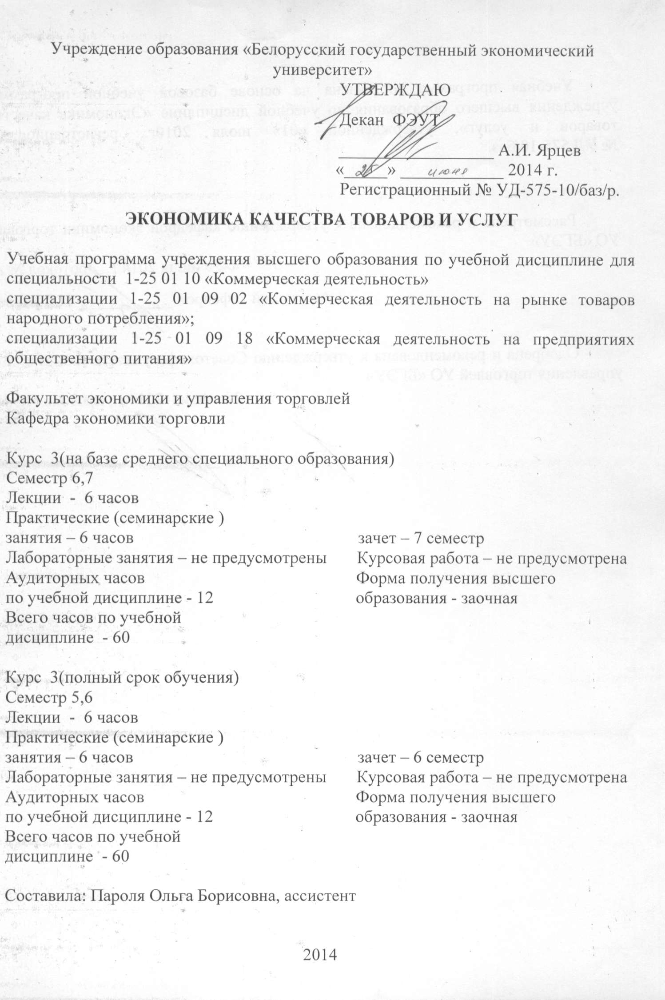 Учреждение образования «Белорусский государственный экономический
университет»
УТВЕРЖДАЮ
Декан ФЭУТ
А.И. Ярцев
«25» июня 2014 г.
Регистрационный № УД-575-10/баз/р.
ЭКОНОМИКА КАЧЕСТВА ТОВАРОВ И УСЛУГ
Учебная программа учреждения высшего образования по учебной дисциплине для
специальности 1-25 01 10 «Коммерческая деятельность»
специализации 1-25 01 09 02 «Коммерческая деятельность на рынке товаров
народного потребления»;
специализации 1-25 01 09 18 «Коммерческая деятельность на предприятиях
общественного питания»
Факультет экономики и управления торговлей
Кафедра экономики торговли
Курс 3(на базе среднего специального образования)
Семестр 6,7
Лекции - 6 часов
Практические (семинарские )
занятия – 6 часов зачет – 7 семестр
Лабораторные занятия – не предусмотрены Курсовая работа – не предусмотрена
Аудиторных часов Форма получения высшего
по учебной дисциплине - 12 образования - заочная
Всего часов по учебной
дисциплине - 60
Курс 3(полный срок обучения)
Семестр 5,6
Лекции - 6 часов
Практические (семинарские )
занятия – 6 часов зачет – 6 семестр
Лабораторные занятия – не предусмотрены Курсовая работа – не предусмотрена
Аудиторных часов Форма получения высшего
по учебной дисциплине - 12 образования - заочная
Всего часов по учебной
дисциплине - 60
Составила: Пароля Ольга Борисовна, ассистент
2014